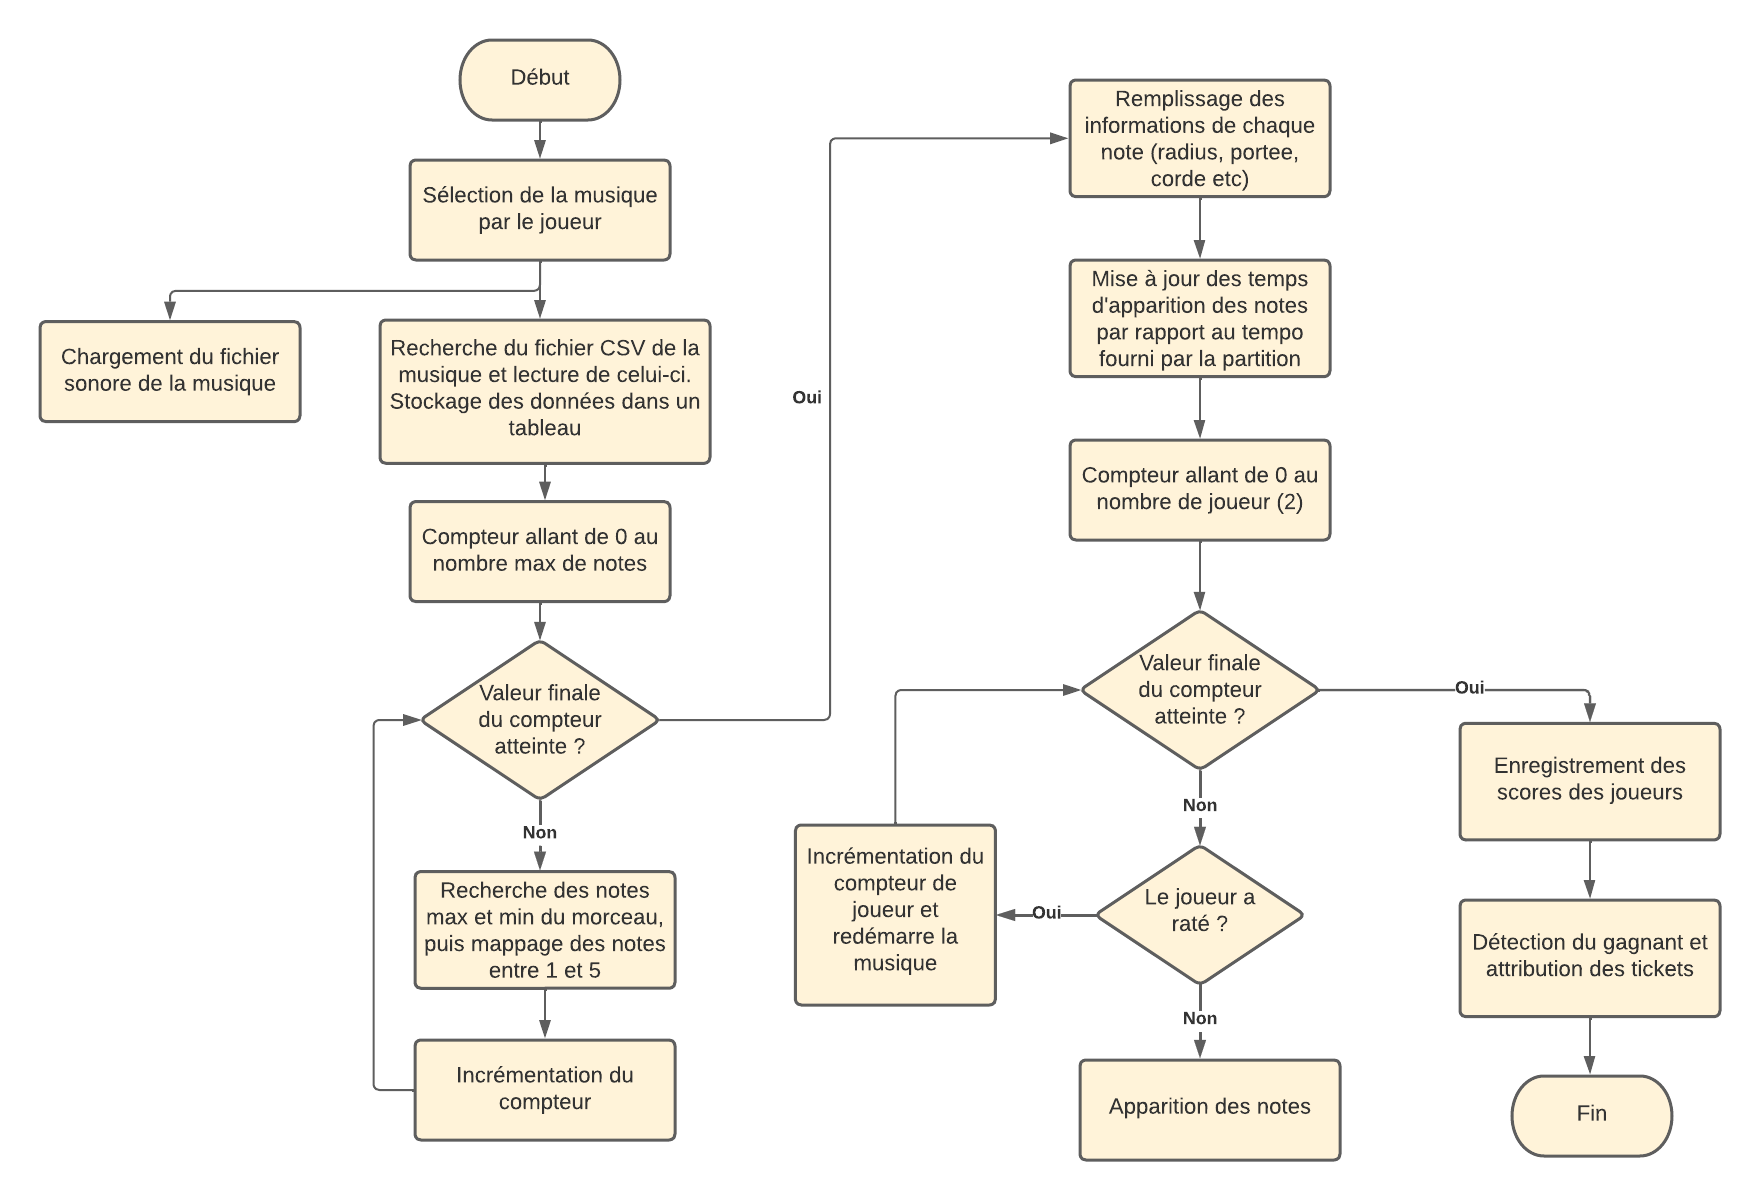 Début
Sélection de la musique
par le joueur
Chargement du fichier
sonore de la musique
Recherche du fichier CSV de la
musique et lecture de celui-ci.
Stockage des données dans un
tableau
Compteur allant de 0 au
nombre max de notes
Valeur finale
du compteur
atteinte ?
Non
Recherche des notes
max et min du morceau,
puis mappage des notes
entre 1 et 5
Incrémentation du
compteur
Oui
Remplissage des
informations de chaque
note (radius, portee,
corde etc)
Mise à jour des temps
d'apparition des notes
par rapport au tempo
fourni par la partition
Compteur allant de 0 au
nombre de joueur (2)
Valeur finale
du compteur
atteinte ?
Non
Le joueur a
raté ?
Oui
Incrémentation du
compteur de
joueur et
redémarre la
musique
Non
Apparition des notes
Oui
Enregistrement des
scores des joueurs
Détection du gagnant et
attribution des tickets
Fin